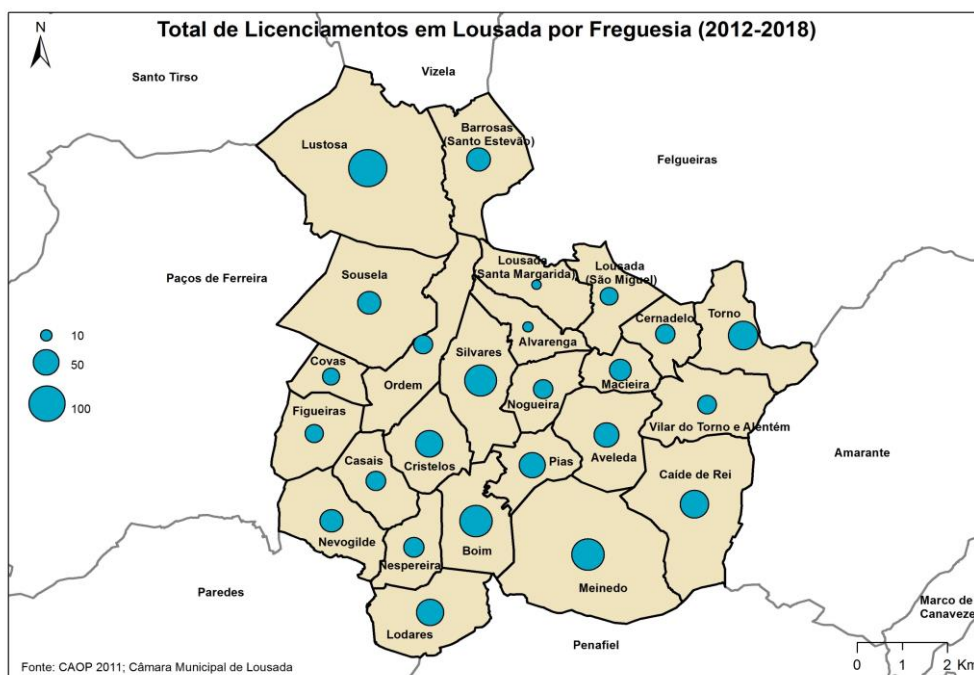 Total de Licenciamentos em Lousada por Freguesia (2012-2018)
N
Santo Tirso
Vizela
Felgueiras
Paços de Ferreira
Amarante
Paredes
Penafiel
Marco de
Canaveze
Lustosa
Barrosas
(Santo Estevão)
Sousela
Lousada
(Santa Margarida)
Lousada
(São Miguel)
Torno
Cernadelo
Alvarenga
Silvares
Covas
Ordem
Macieira
Nogueira
Figueiras
Vilar do Torno e Alentém
Casais
Cristelos
Pias
Aveleda
Caíde de Rei
Nevogilde
Nespereira
Boim
Meinedo
Lodares
10
50
100
Fonte: CAOP 2011; Câmara Municipal de Lousada
0 1 2 Km